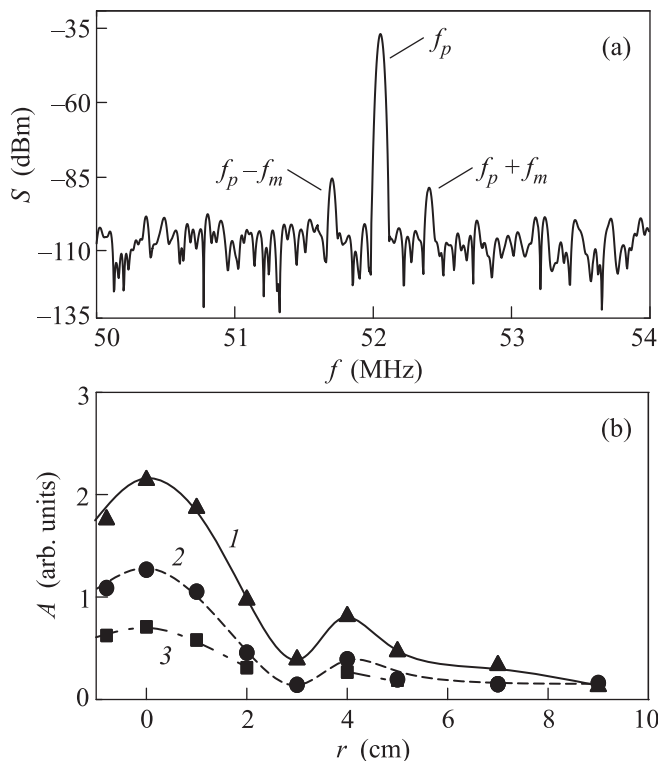 −35
(a)
f_p
−60
S (dBm)
−85
f_p − f_m
f_p + f_m
−110
−135
50 51 52 53 54
f (MHz)
3
(b)
2
A (arb. units)
1
2
1
3
0
0 2 4 6 8 10
r (cm)